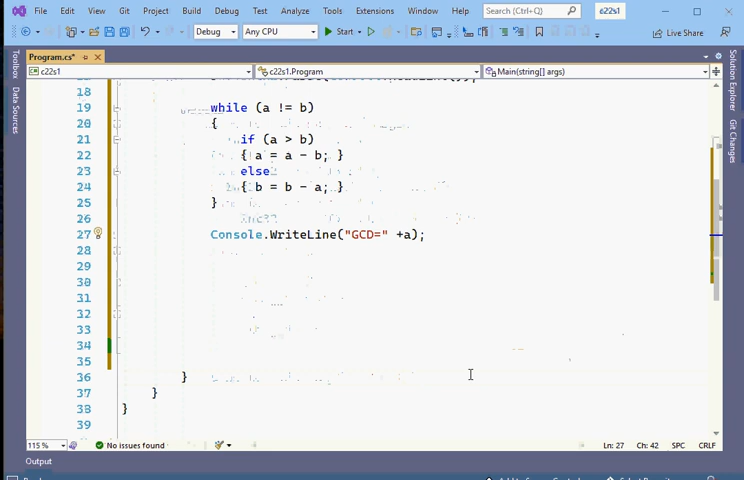 File Edit View Git Project Build Debug Test Analyze Tools Extensions Window Help Search (Ctrl+Q) c22s1
Debug Any CPU Start Live Share
Program.cs*
c22s1 c22s1.Program Main(string[] args)
Toolbox
Data Sources
Solution Explorer
Git Changes
18
19 while (a != b)
20 {
21 if (a > b)
22 { a = a - b; }
23 else
24 { b = b - a; }
25 }
26
27 Console.WriteLine("GCD=" +a);
28
29
30
31
32
33
34
35
36 }
37 }
38 }
39
115 % No issues found Ln: 27 Ch: 42 SPC CRLF
Output